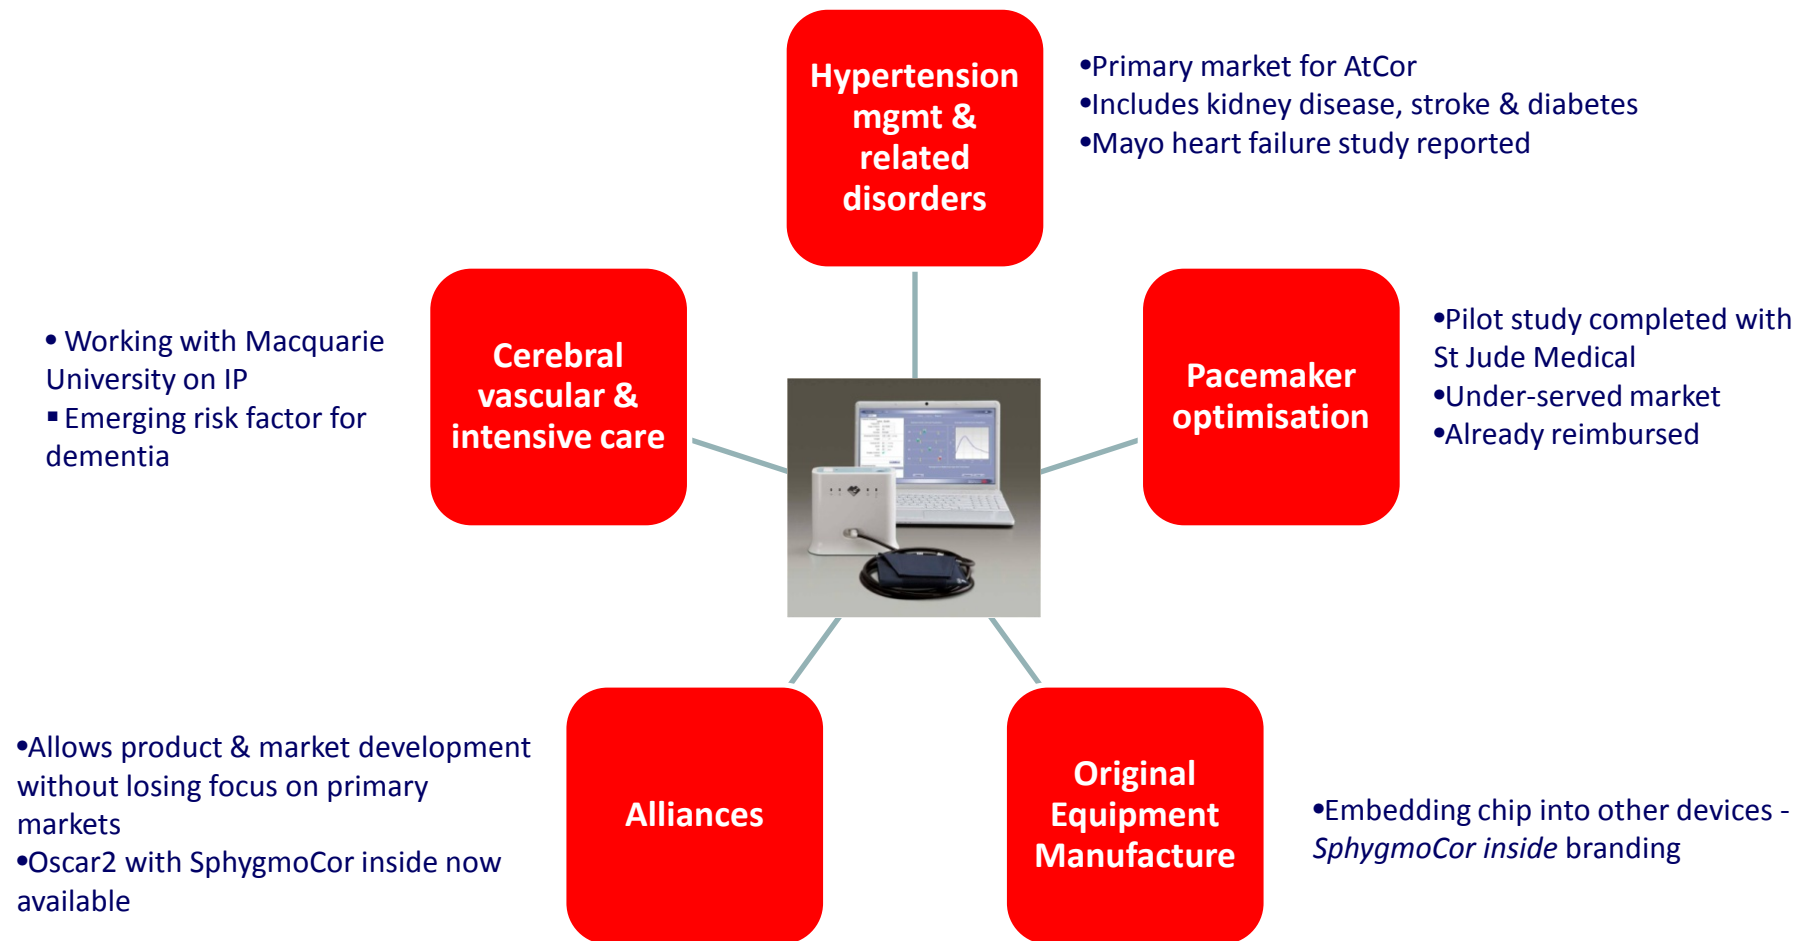 Hypertension
mgmt &
related
disorders
•Primary market for AtCor
•Includes kidney disease, stroke & diabetes
•Mayo heart failure study reported
• Working with Macquarie
University on IP
▪ Emerging risk factor for
dementia
Cerebral
vascular &
intensive care
Pacemaker
optimisation
•Pilot study completed with
St Jude Medical
•Under-served market
•Already reimbursed
•Allows product & market development
without losing focus on primary
markets
•Oscar2 with SphygmoCor inside now
available
Alliances
Original
Equipment
Manufacture
•Embedding chip into other devices -
SphygmoCor inside branding